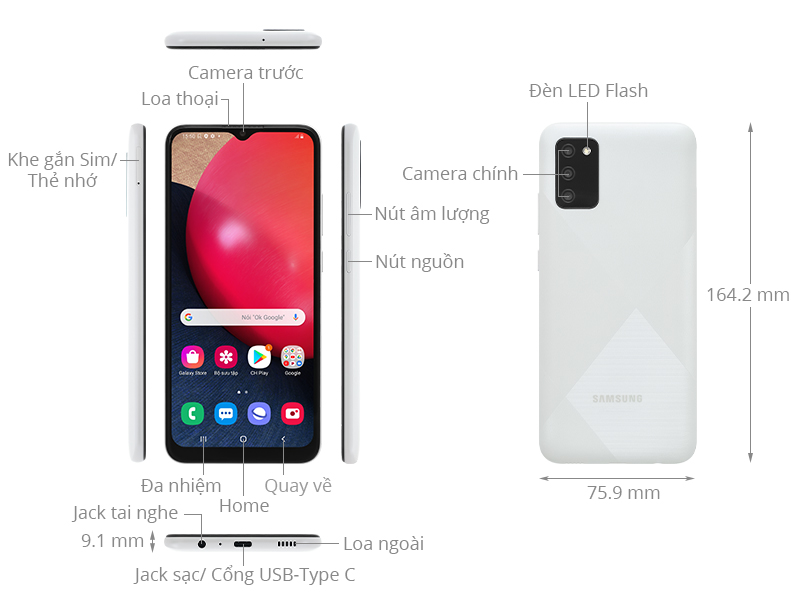 Camera trước
Loa thoại
Đèn LED Flash
Khe gắn Sim/
Thẻ nhớ
Camera chính
Nút âm lượng
Nút nguồn
164.2 mm
15:50
Nói "Ok Google"
Galaxy Store
Bộ sưu tập
CH Play
Google
SAMSUNG
Đa nhiệm
Quay về
Home
75.9 mm
Jack tai nghe
9.1 mm
Loa ngoài
Jack sạc/ Cổng USB-Type C